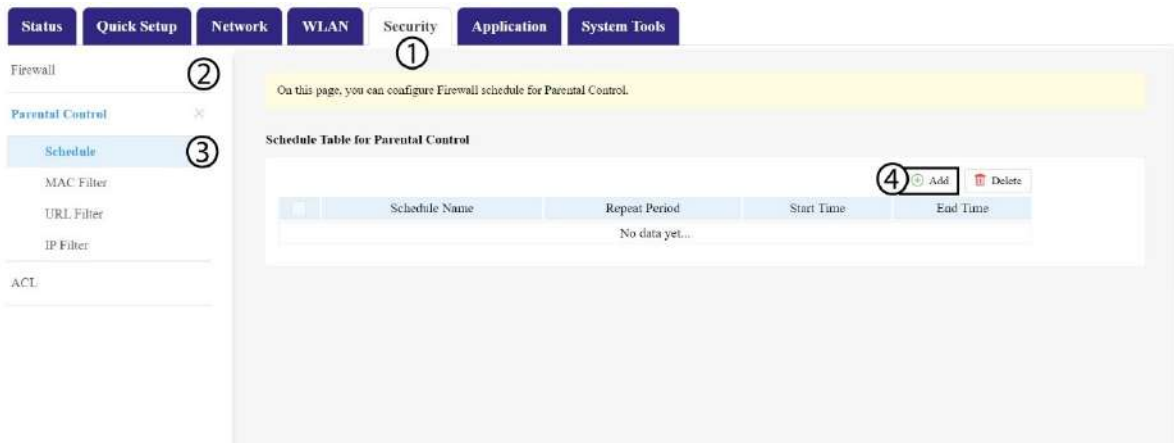 Status Quick Setup Network WLAN Security Application System Tools
①
Firewall
②
On this page, you can configure Firewall schedule for Parental Control.
Parental Control
Schedule Table for Parental Control
Schedule
③
④ Add Delete
MAC Filter
Schedule Name Repeat Period Start Time End Time
URL Filter
No data yet...
IP Filter
ACL